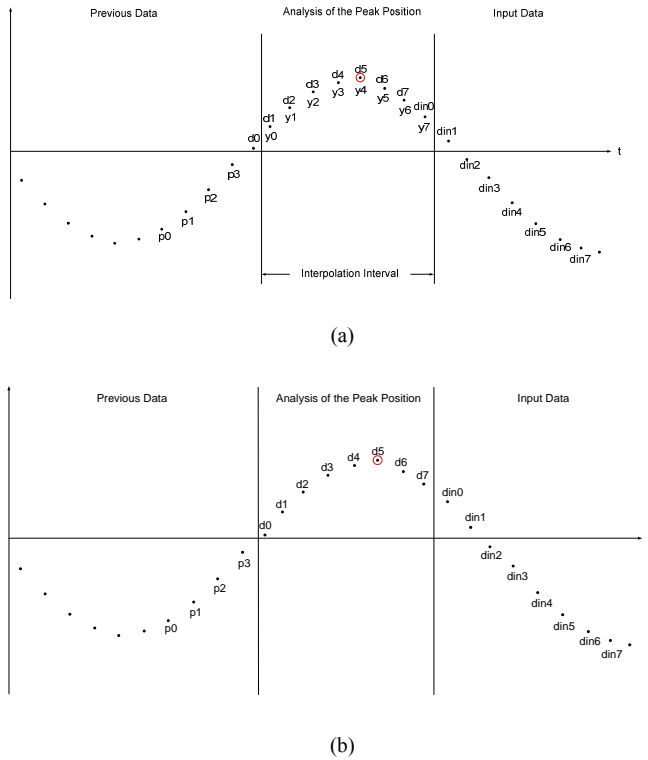 Previous Data
Analysis of the Peak Position
Input Data
d0
d1
y0
d2
y1
d3
y2
d4
y3
d5
y4
d6
y5
d7
y6
din0
y7
din1
t
p3
p2
p1
p0
din2
din3
din4
din5
din6
din7
Interpolation Interval
(a)
Previous Data
Analysis of the Peak Position
Input Data
d0
d1
d2
d3
d4
d5
d6
d7
din0
din1
p3
p2
p1
p0
din2
din3
din4
din5
din6
din7
(b)